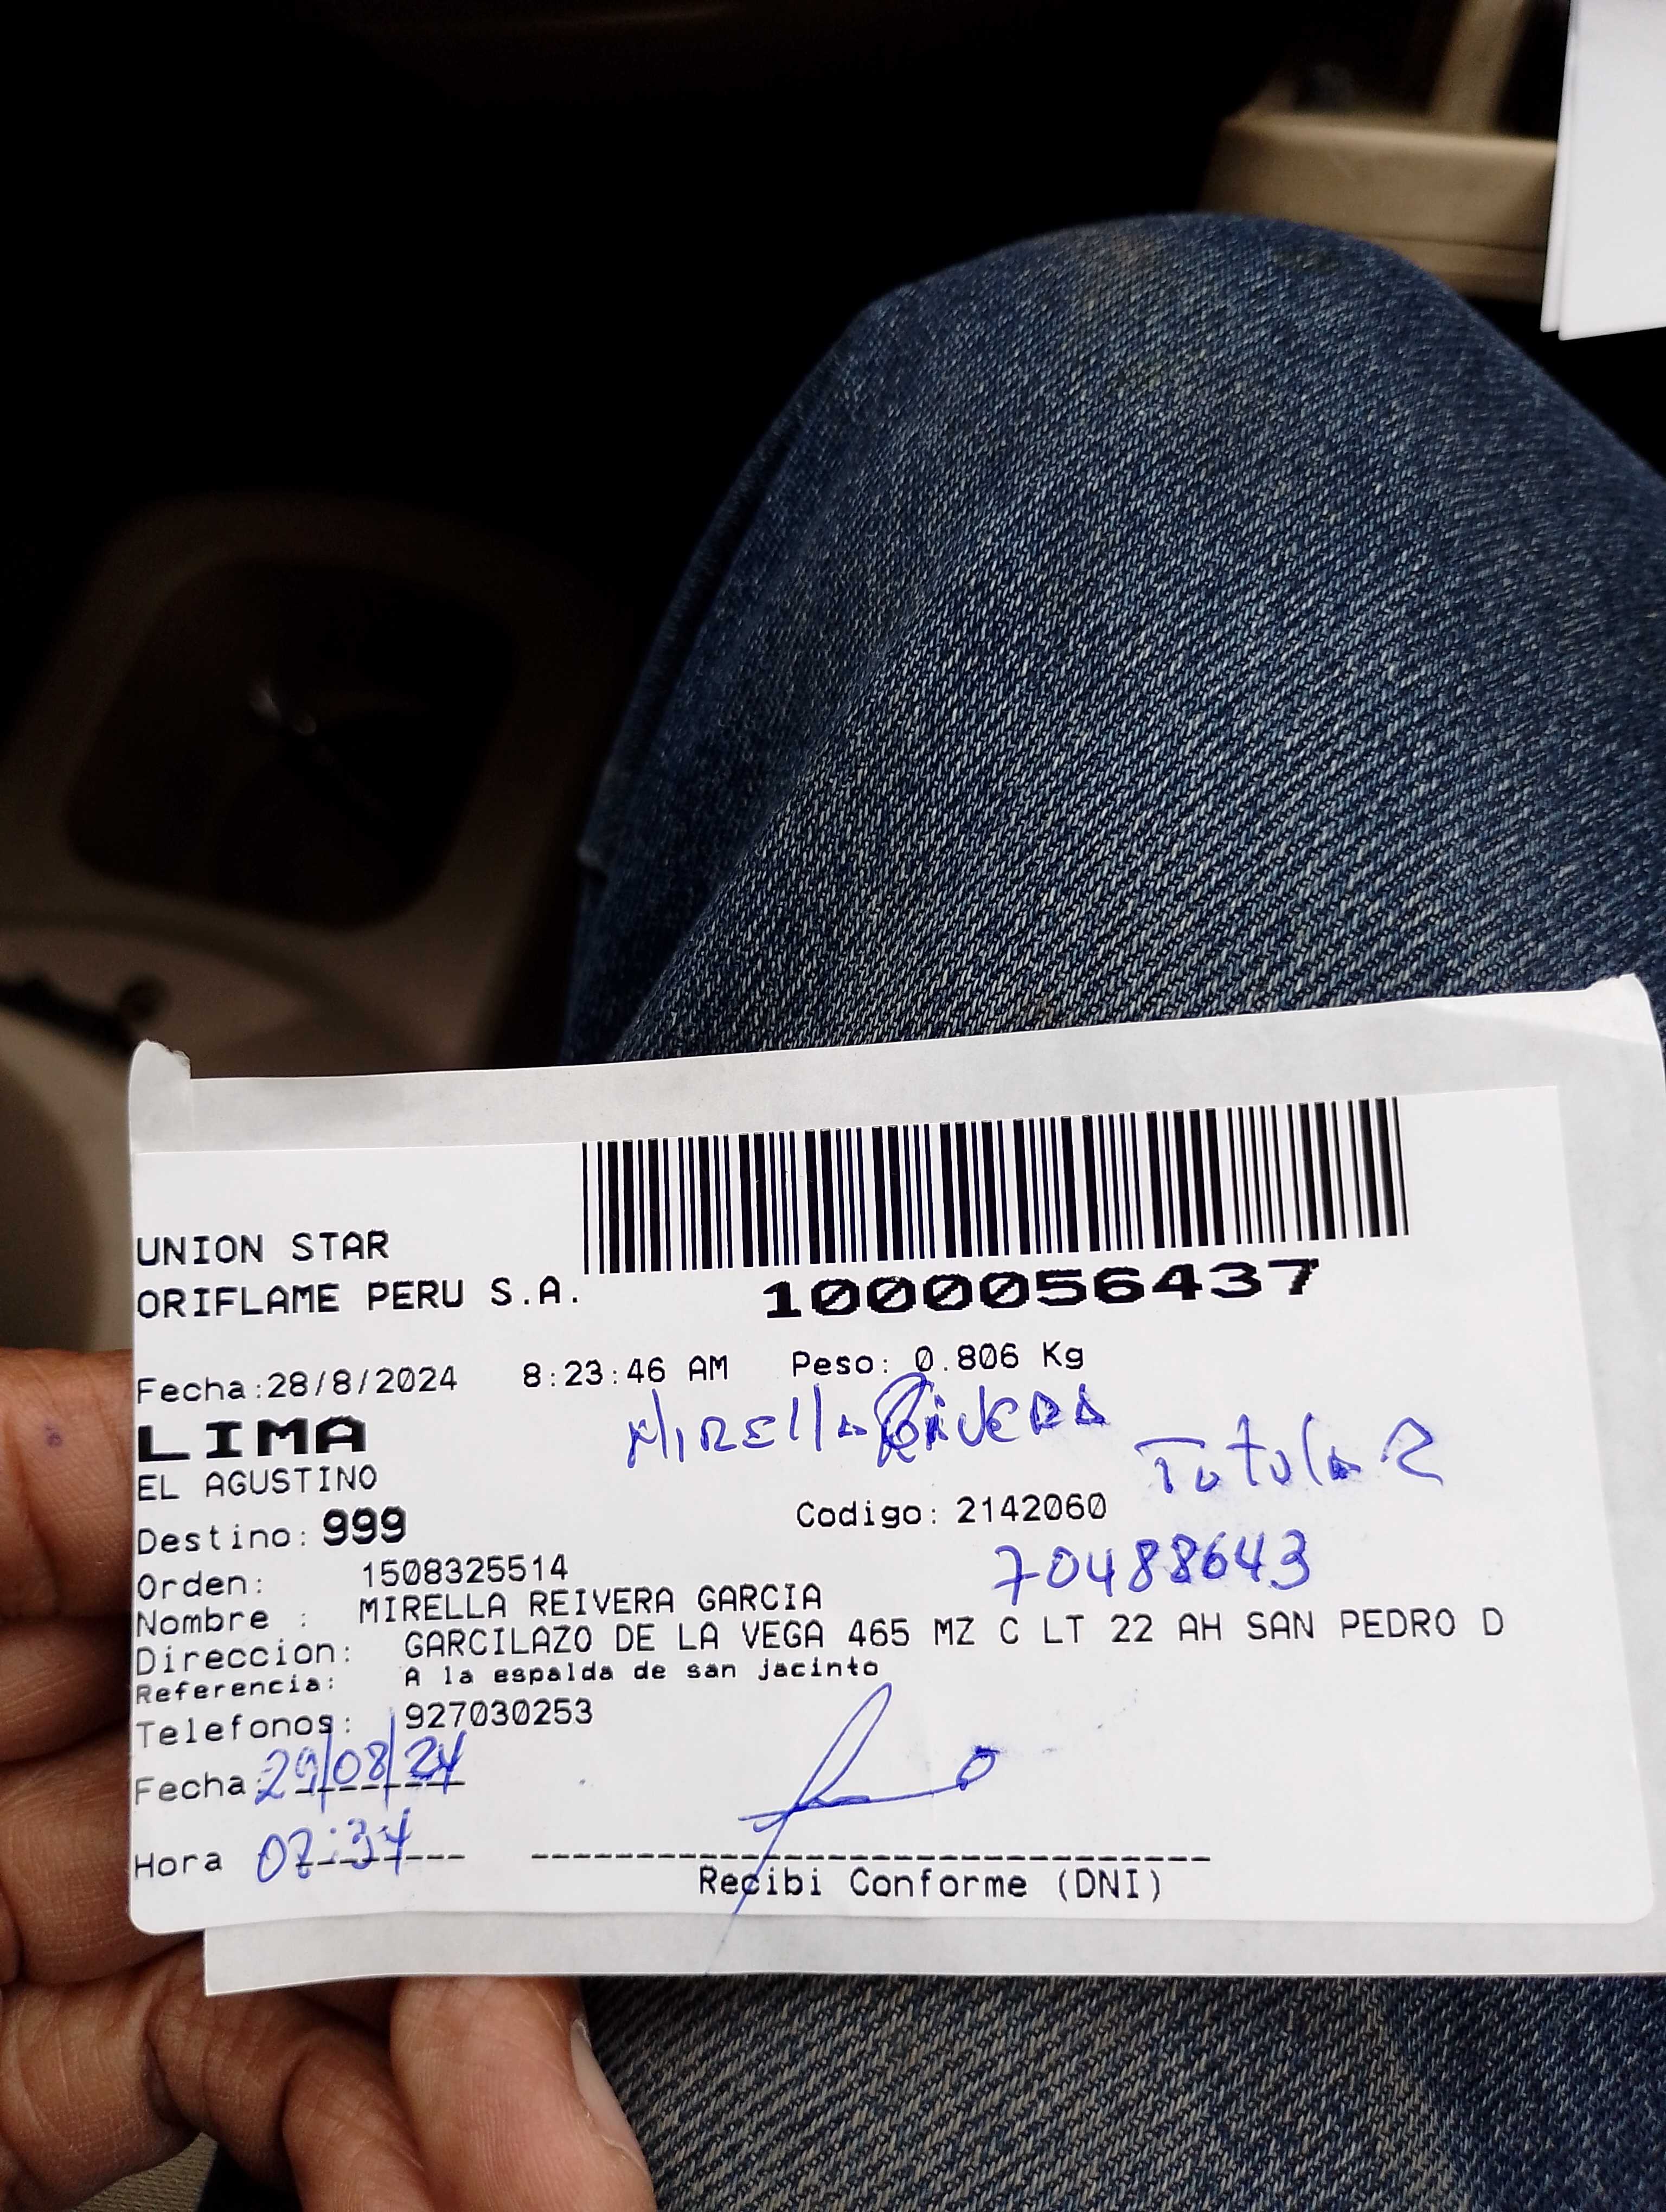 UNION STAR
ORIFLAME PERU S.A.
1000056437
Fecha:28/8/2024 8:23:46 AM Peso: 0.806 Kg
LIMA
MIRElla REIVERA
TitulaR
EL AGUSTINO
Destino: 999 Codigo: 2142060
70488643
Orden: 1508325514
Nombre : MIRELLA REIVERA GARCIA
Direccion: GARCILAZO DE LA VEGA 465 MZ C LT 22 AH SAN PEDRO D
Referencia: A la espalda de san jacinto
Telefonos: 927030253
Fecha: 29/08/24
Hora 07:34
Recibi Conforme (DNI)